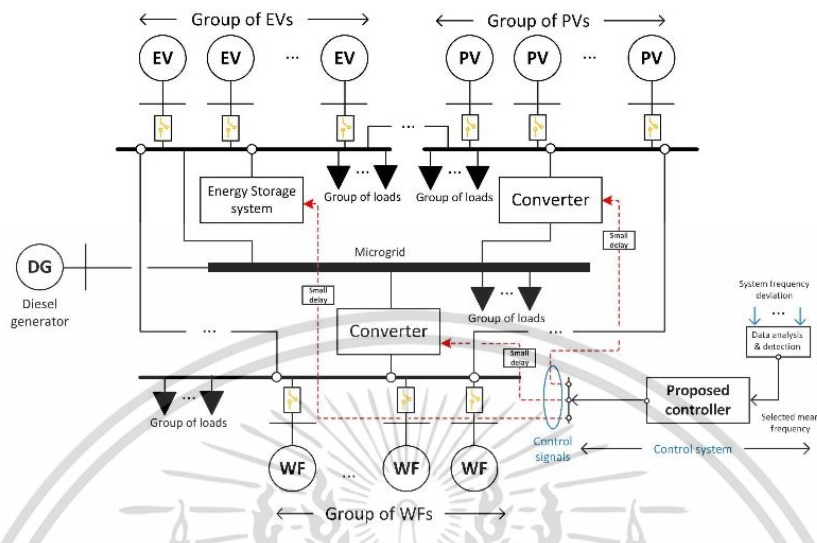 Group of EVs
Group of PVs
EV
EV
...
EV
PV
PV
...
PV
...
Energy Storage
system
...
Group of loads
...
Group of loads
Converter
Small
delay
DG
Diesel
generator
Microgrid
Small
delay
...
Group of loads
System frequency
deviation
...
Data analysis
& detection
...
Converter
...
Small
delay
Proposed
controller
Selected mean
frequency
...
Group of loads
Control
signals
Control system
WF
...
WF
WF
Group of WFs